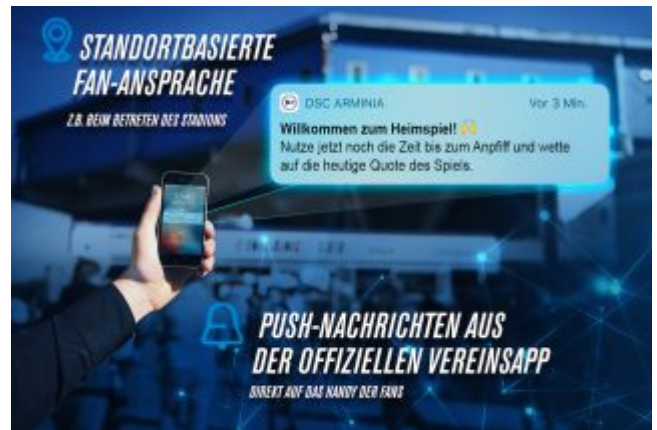 STANDORTBASIERTE
FAN-ANSPRACHE
Z.B. BEIM BETRETEN DES STADIONS
DSC ARMINIA Vor 3 Min.
Willkommen zum Heimspiel! 🙌
Nutze jetzt noch die Zeit bis zum Anpfiff und wette
auf die heutige Quote des Spiels.
PUSH-NACHRICHTEN AUS
DER OFFIZIELLEN VEREINSAPP
DIREKT AUF DAS HANDY DER FANS